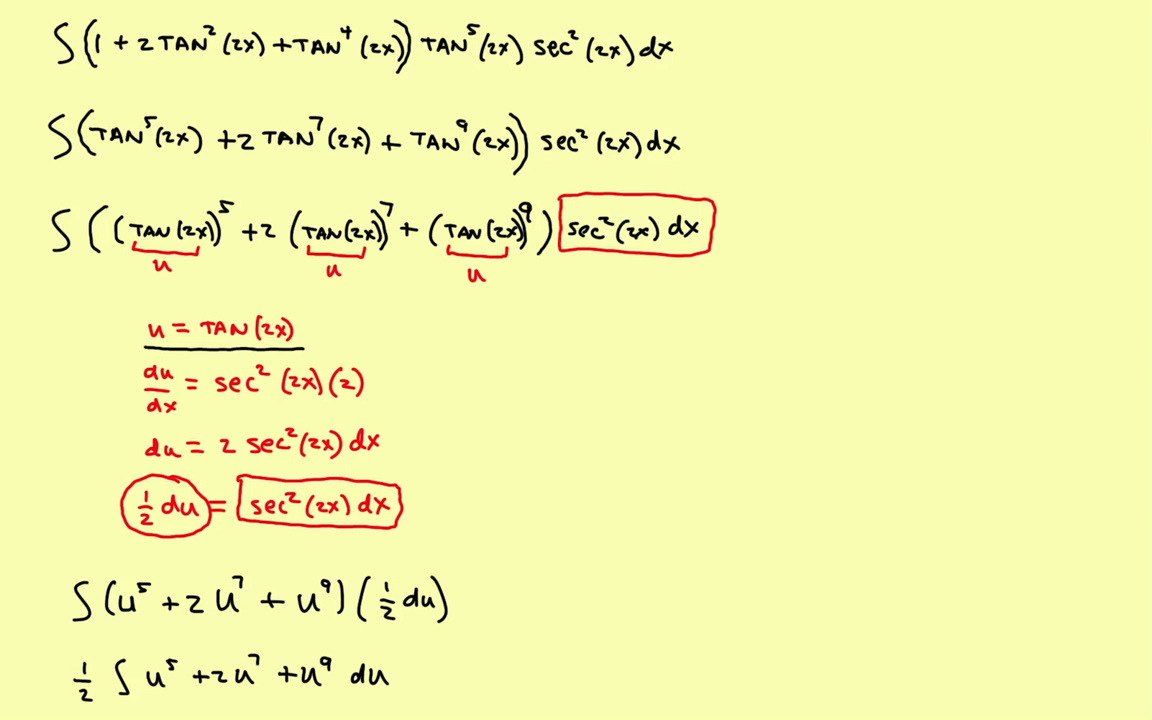 ∫(1 + 2 TAN²(2x) + TAN⁴(2x)) TAN⁵(2x) sec²(2x) dx
∫(TAN⁵(2x) + 2 TAN⁷(2x) + TAN⁹(2x)) sec²(2x) dx
∫((TAN(2x))⁵ + 2 (TAN(2x))⁷ + (TAN(2x))⁹) sec²(2x) dx
u u u
u = TAN(2x)
du/dx = sec²(2x)(2)
du = 2 sec²(2x) dx
½ du = sec²(2x) dx
∫(u⁵ + 2u⁷ + u⁹)(½ du)
½ ∫ u⁵ + 2u⁷ + u⁹ du